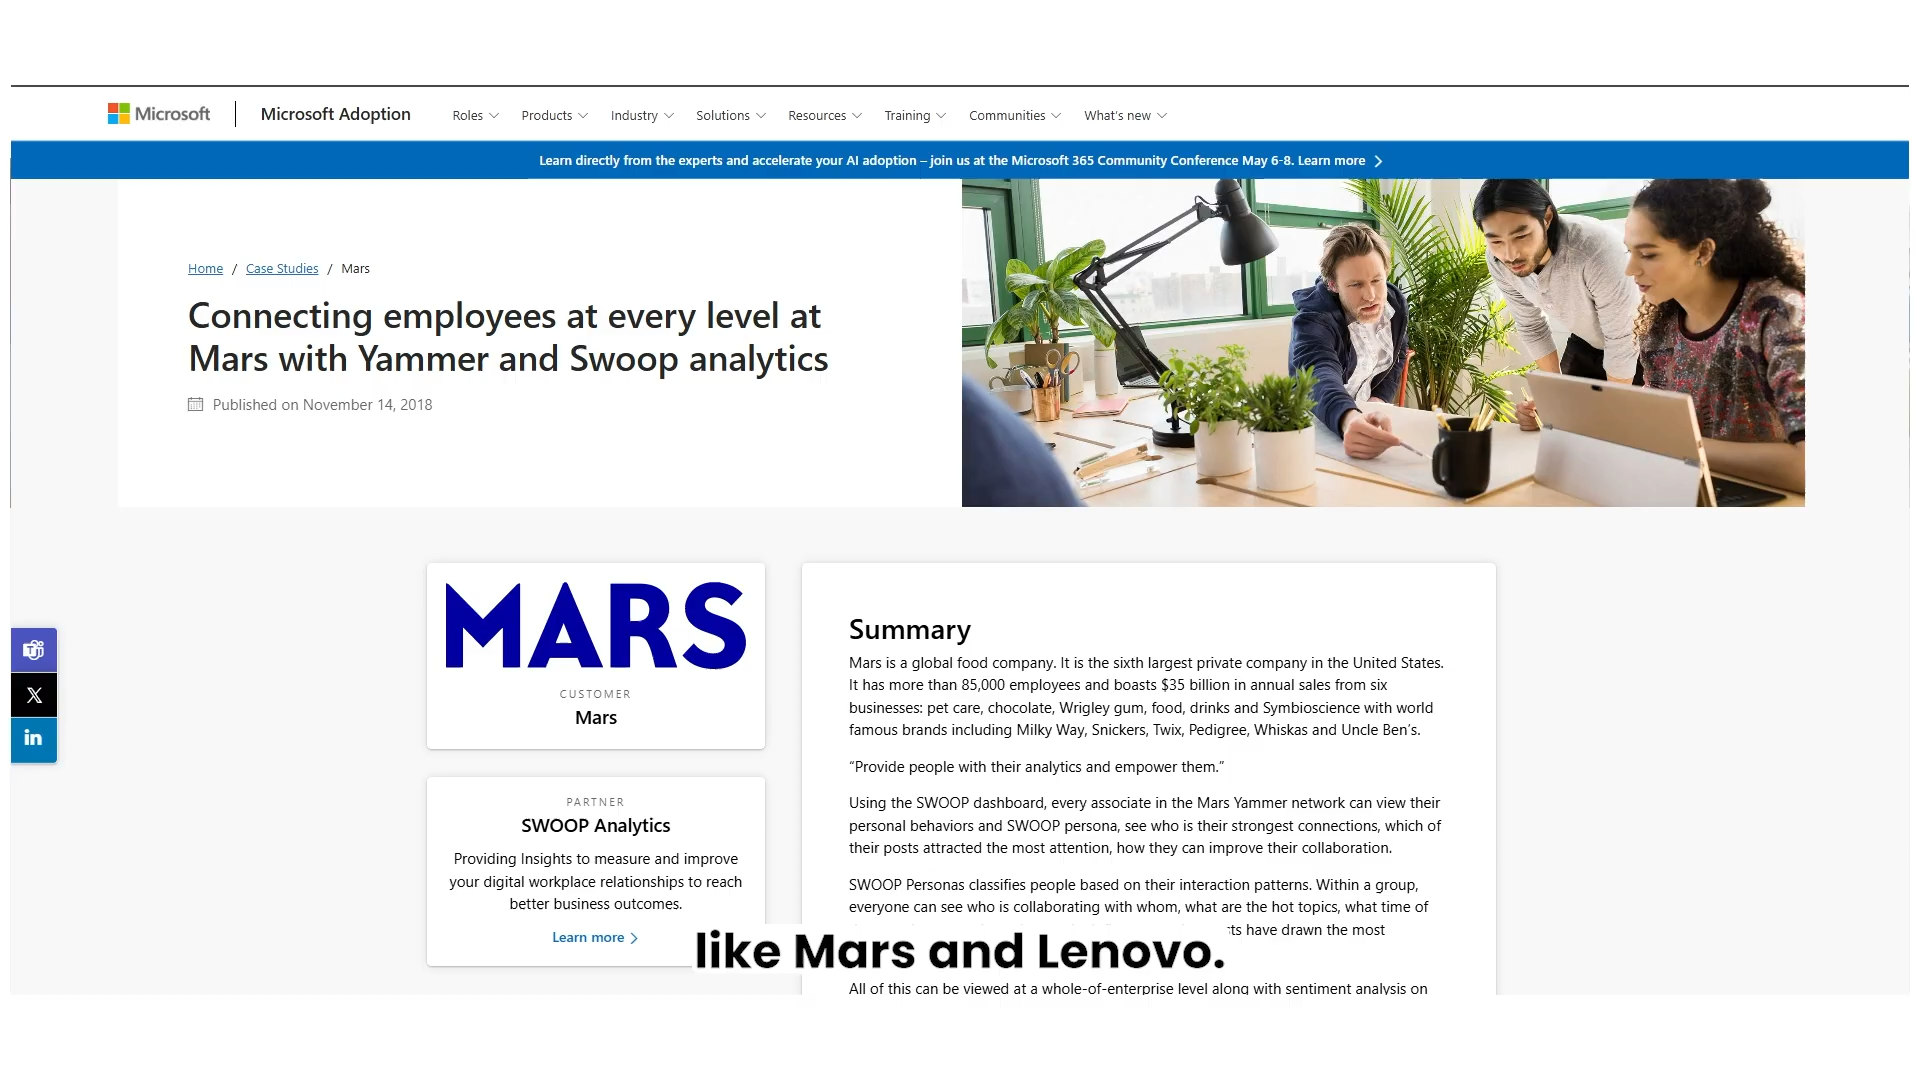 Microsoft
Microsoft Adoption
Roles
Products
Industry
Solutions
Resources
Training
Communities
What's new
Learn directly from the experts and accelerate your AI adoption – join us at the Microsoft 365 Community Conference May 6-8. Learn more
Home / Case Studies / Mars
Connecting employees at every level at
Mars with Yammer and Swoop analytics
Published on November 14, 2018
MARS
CUSTOMER
Mars
PARTNER
SWOOP Analytics
Providing Insights to measure and improve
your digital workplace relationships to reach
better business outcomes.
Learn more
Summary
Mars is a global food company. It is the sixth largest private company in the United States.
It has more than 85,000 employees and boasts $35 billion in annual sales from six
businesses: pet care, chocolate, Wrigley gum, food, drinks and Symbioscience with world
famous brands including Milky Way, Snickers, Twix, Pedigree, Whiskas and Uncle Ben's.
“Provide people with their analytics and empower them.”
Using the SWOOP dashboard, every associate in the Mars Yammer network can view their
personal behaviors and SWOOP persona, see who is their strongest connections, which of
their posts attracted the most attention, how they can improve their collaboration.
SWOOP Personas classifies people based on their interaction patterns. Within a group,
everyone can see who is collaborating with whom, what are the hot topics, what time of
have drawn the most
All of this can be viewed at a whole-of-enterprise level along with sentiment analysis on
like Mars and Lenovo.
X
in